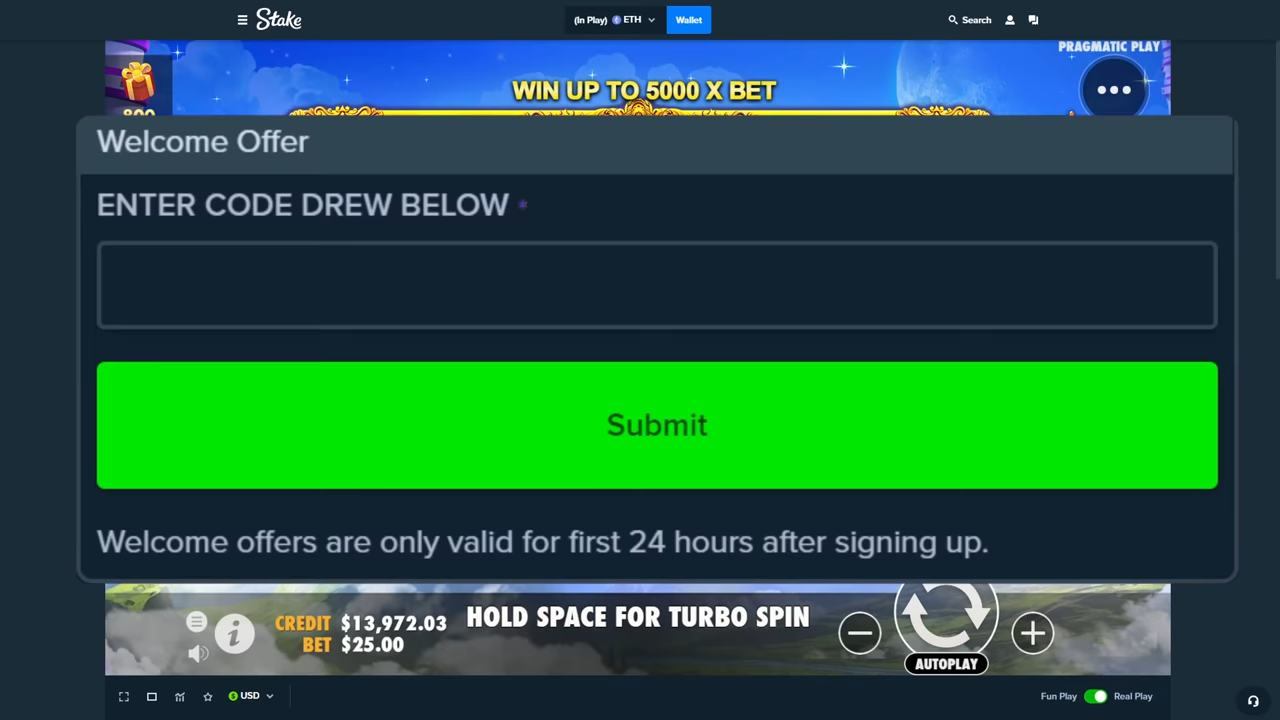 Stake
(In Play) ETH
Wallet
Search
PRAGMATIC PLAY
WIN UP TO 5000 X BET
800
Welcome Offer
ENTER CODE DREW BELOW *
Submit
Welcome offers are only valid for first 24 hours after signing up.
CREDIT $13,972.03
BET $25.00
HOLD SPACE FOR TURBO SPIN
AUTOPLAY
USD
Fun Play
Real Play